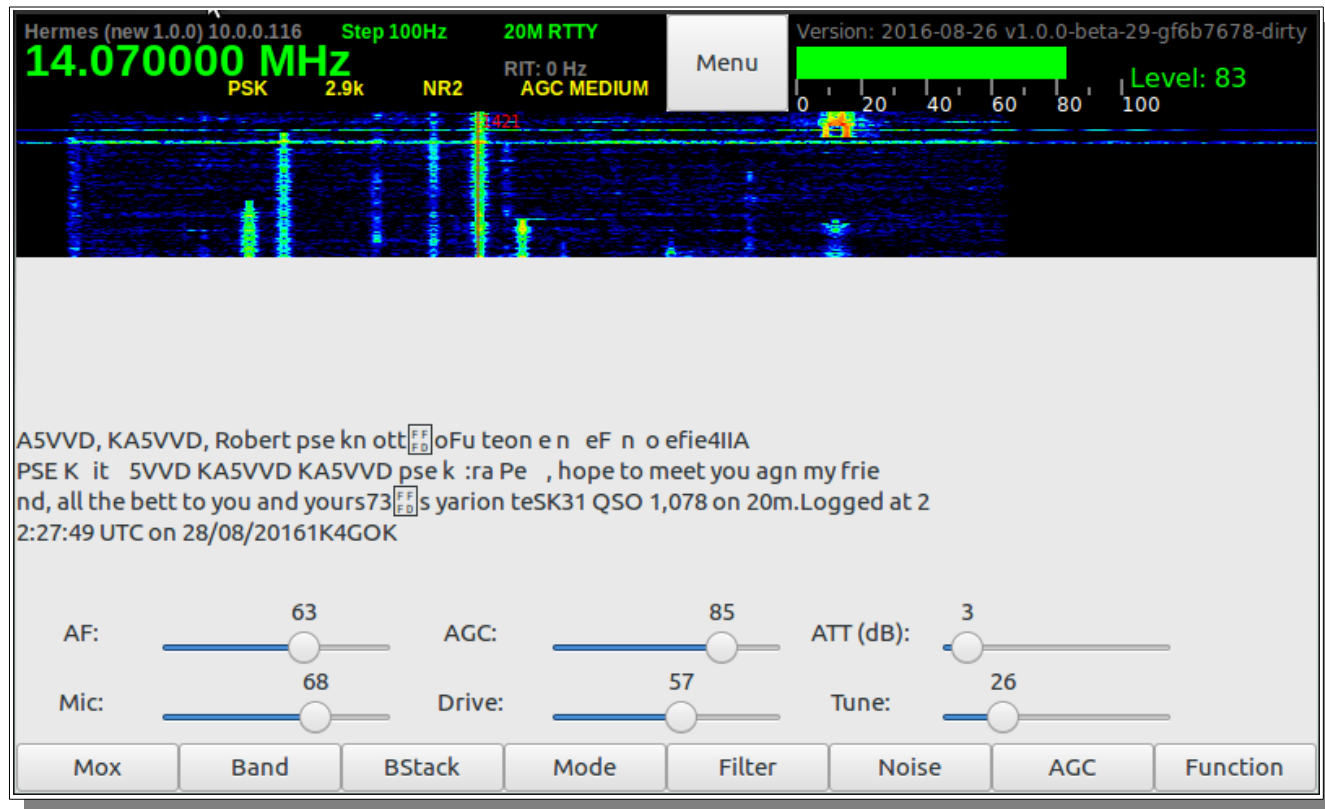 Hermes (new 1.0.0) 10.0.0.116 Step 100Hz 20M RTTY
14.070000 MHz RIT: 0 Hz
PSK 2.9k NR2 AGC MEDIUM
Menu
Version: 2016-08-26 v1.0.0-beta-29-gf6b7678-dirty
Level: 83
0 20 40 60 80 100
1421
A5VVD, KA5VVD, Robert pse kn ott�oFu teon e n eF n o efie4IIA
PSE K it 5VVD KA5VVD KA5VVD pse k :ra Pe , hope to meet you agn my frie
nd, all the bett to you and yours73�s yarion teSK31 QSO 1,078 on 20m.Logged at 2
2:27:49 UTC on 28/08/20161K4GOK
AF: 63 AGC: 85 ATT (dB): 3
Mic: 68 Drive: 57 Tune: 26
Mox Band BStack Mode Filter Noise AGC Function